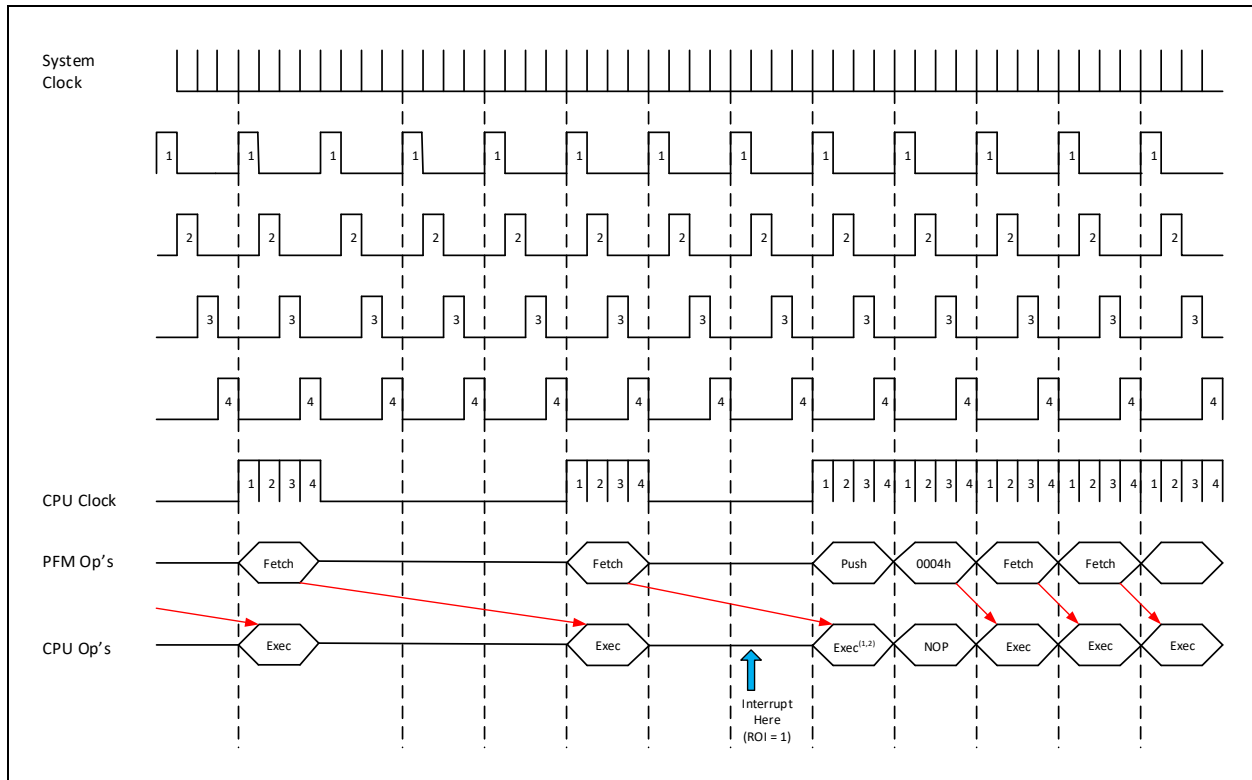 System
Clock
1 1 1 1 1 1 1 1 1 1 1 1 1
2 2 2 2 2 2 2 2 2 2 2 2 2
3 3 3 3 3 3 3 3 3 3 3 3 3
4 4 4 4 4 4 4 4 4 4 4 4 4
CPU Clock 1 2 3 4 1 2 3 4 1 2 3 4 1 2 3 4 1 2 3 4 1 2 3 4 1 2 3 4
PFM Op’s Fetch Fetch Push 0004h Fetch Fetch
CPU Op’s Exec Exec Exec(1,2) NOP Exec Exec Exec
Interrupt
Here
(ROI = 1)